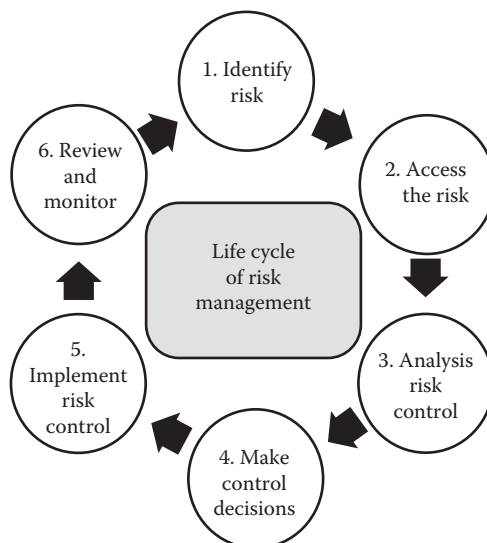 1. Identify
risk
2. Access
the risk
3. Analysis
risk
control
4. Make
control
decisions
5.
Implement
risk
control
6. Review
and
monitor
Life cycle
of risk
management